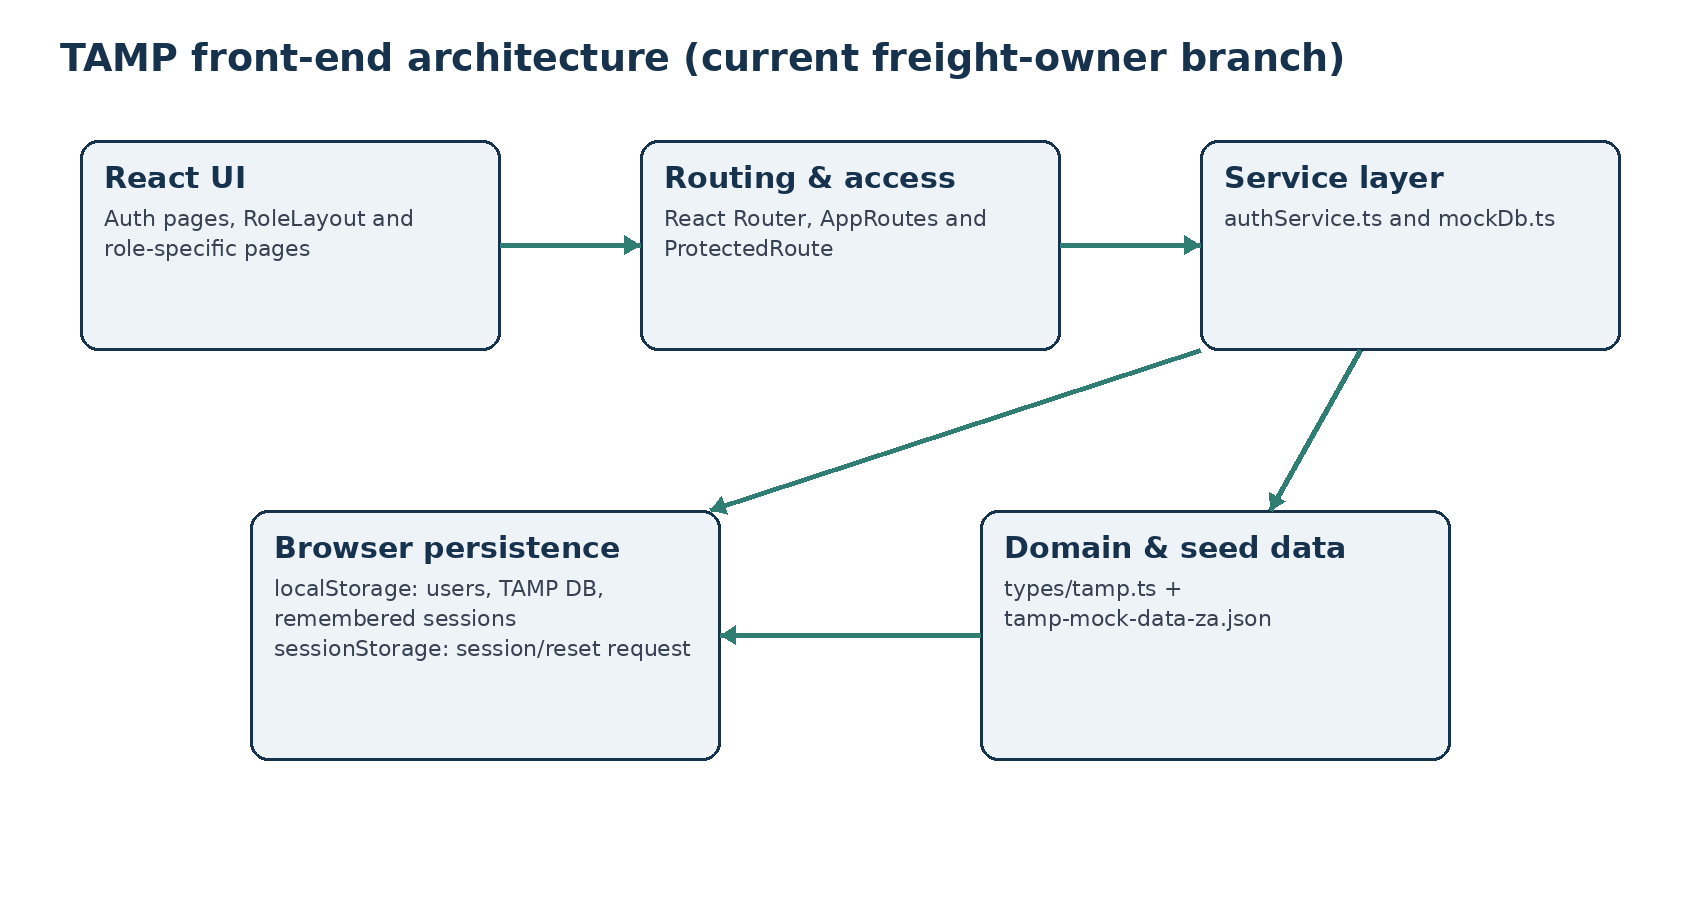 TAMP front-end architecture (current freight-owner branch)
React UI
Auth pages, RoleLayout and
role-specific pages
Routing & access
React Router, AppRoutes and
ProtectedRoute
Service layer
authService.ts and mockDb.ts
Browser persistence
localStorage: users, TAMP DB,
remembered sessions
sessionStorage: session/reset request
Domain & seed data
types/tamp.ts +
tamp-mock-data-za.json